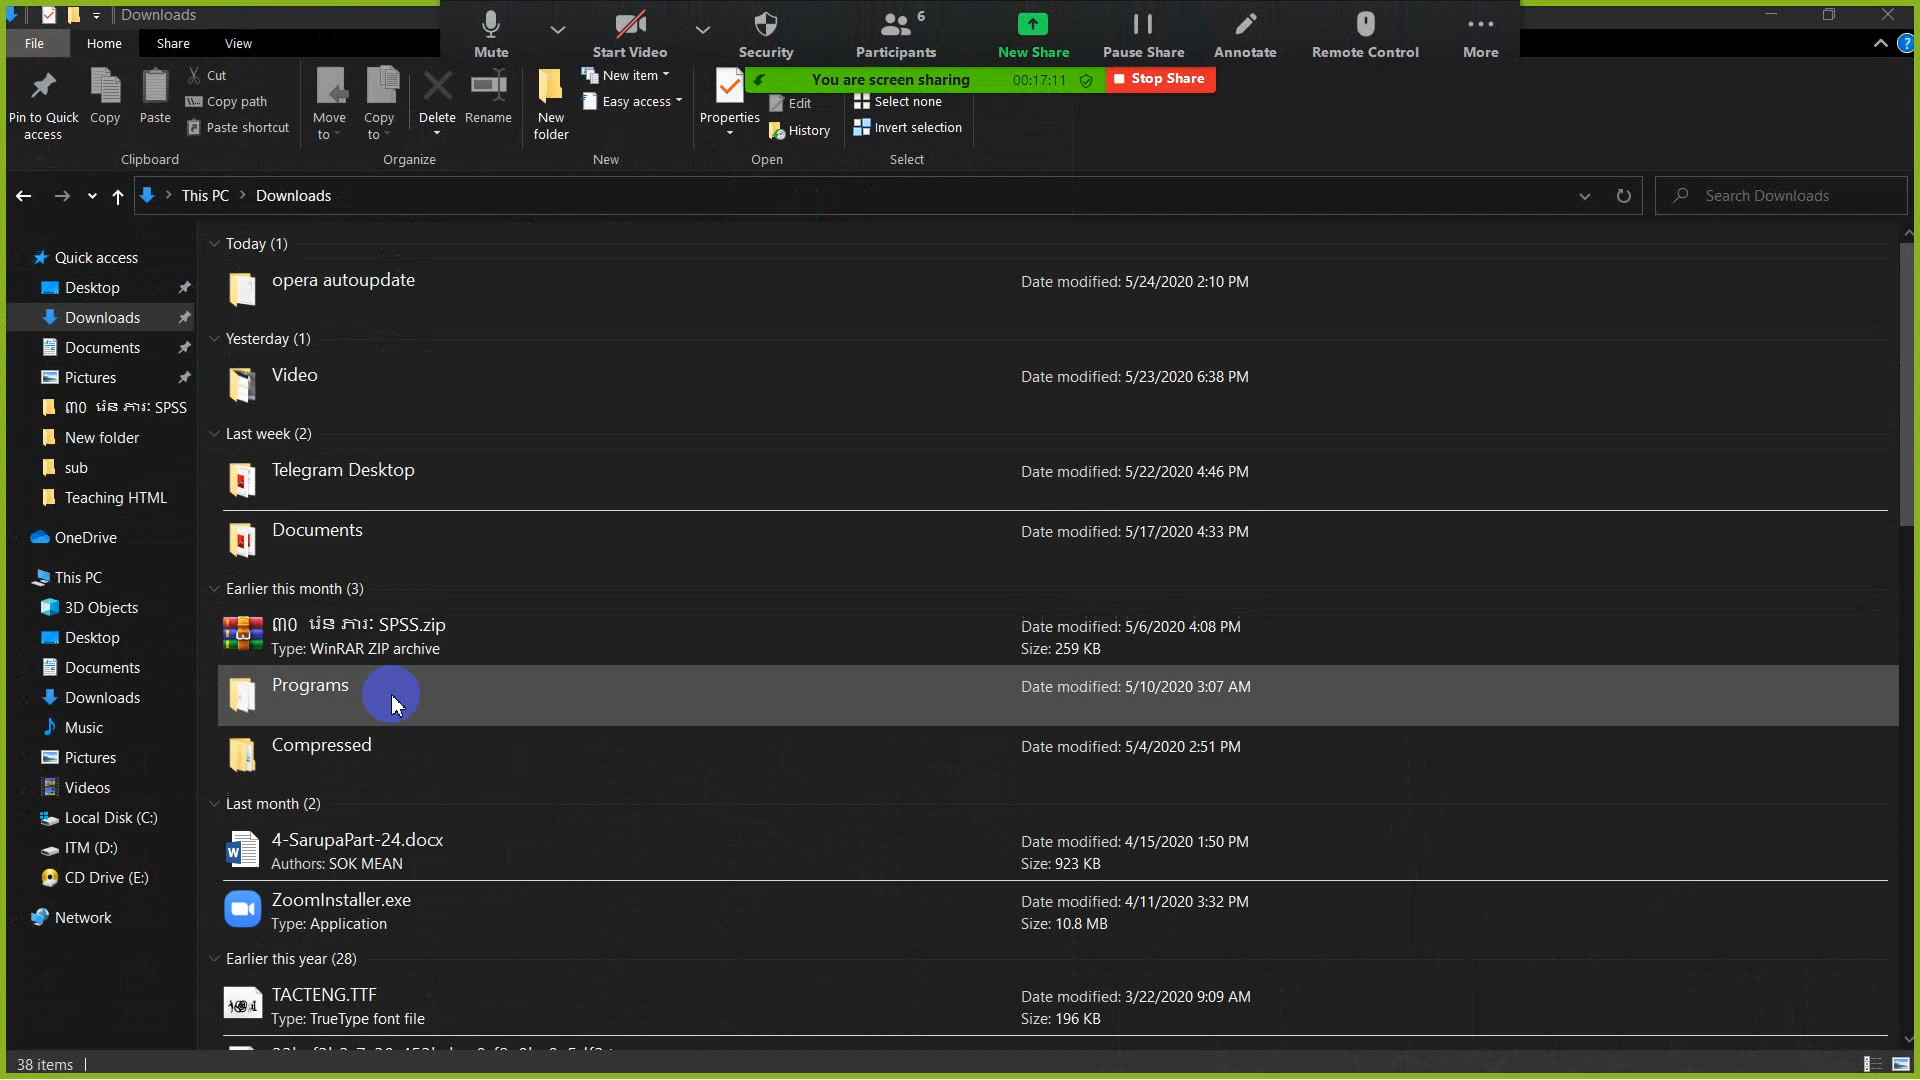 Downloads
File
Home
Share
View
Mute
Start Video
Security
Participants
6
New Share
Pause Share
Annotate
Remote Control
More
You are screen sharing
00:17:11
Stop Share
Pin to Quick access
Copy
Paste
Cut
Copy path
Paste shortcut
Clipboard
Move to
Copy to
Delete
Rename
Organize
New folder
New item
Easy access
New
Properties
Edit
History
Open
Select none
Invert selection
Select
This PC
Downloads
Search Downloads
Quick access
Desktop
Downloads
Documents
Pictures
៣០ រ៉េន ភារៈ SPSS
New folder
sub
Teaching HTML
OneDrive
This PC
3D Objects
Desktop
Documents
Downloads
Music
Pictures
Videos
Local Disk (C:)
ITM (D:)
CD Drive (E:)
Network
Today (1)
opera autoupdate
Date modified: 5/24/2020 2:10 PM
Yesterday (1)
Video
Date modified: 5/23/2020 6:38 PM
Last week (2)
Telegram Desktop
Date modified: 5/22/2020 4:46 PM
Documents
Date modified: 5/17/2020 4:33 PM
Earlier this month (3)
៣០ រ៉េន ភារៈ SPSS.zip
Date modified: 5/6/2020 4:08 PM
Type: WinRAR ZIP archive
Size: 259 KB
Programs
Date modified: 5/10/2020 3:07 AM
Compressed
Date modified: 5/4/2020 2:51 PM
Last month (2)
4-SarupaPart-24.docx
Date modified: 4/15/2020 1:50 PM
Authors: SOK MEAN
Size: 923 KB
ZoomInstaller.exe
Date modified: 4/11/2020 3:32 PM
Type: Application
Size: 10.8 MB
Earlier this year (28)
TACTENG.TTF
Date modified: 3/22/2020 9:09 AM
Type: TrueType font file
Size: 196 KB
38 items